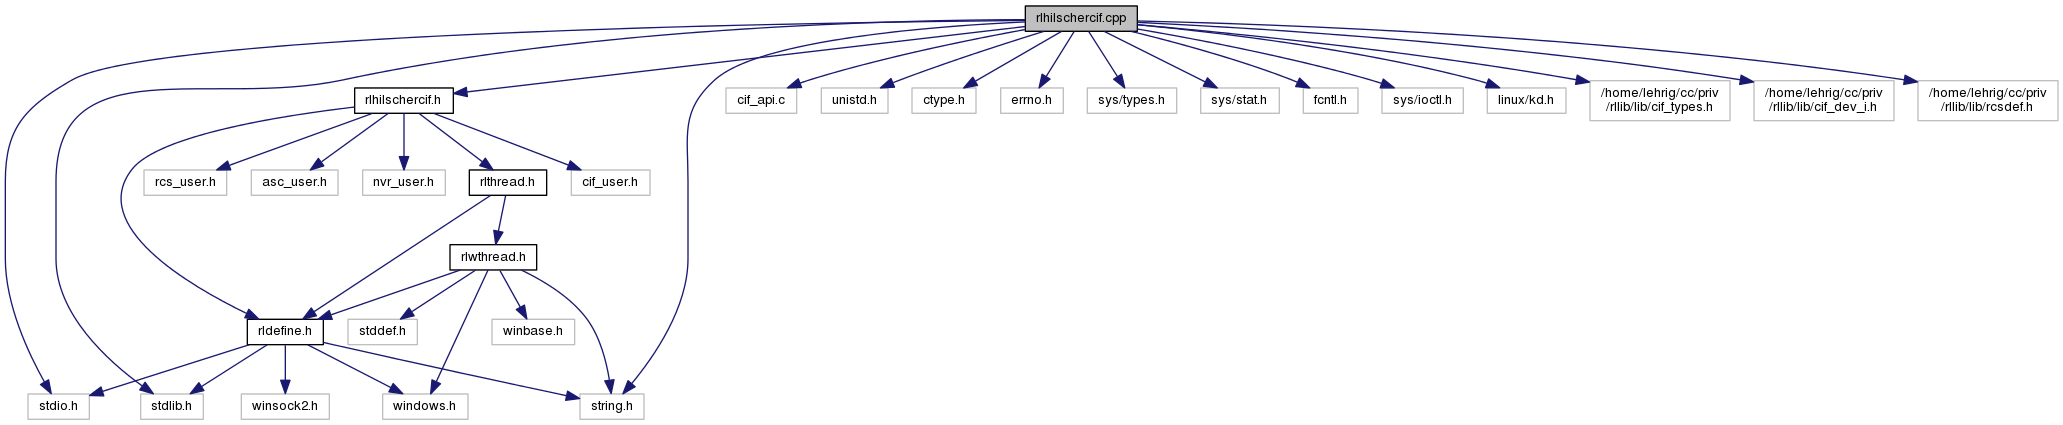 rlhilschercif.cpp
rlhilschercif.h
cif_api.c
unistd.h
ctype.h
errno.h
sys/types.h
sys/stat.h
fcntl.h
sys/ioctl.h
linux/kd.h
/home/lehrig/cc/priv
/rllib/lib/cif_types.h
/home/lehrig/cc/priv
/rllib/lib/cif_dev_i.h
/home/lehrig/cc/priv
/rllib/lib/rcsdef.h
rcs_user.h
asc_user.h
nvr_user.h
rlthread.h
cif_user.h
rlwthread.h
rldefine.h
stddef.h
winbase.h
stdio.h
stdlib.h
winsock2.h
windows.h
string.h